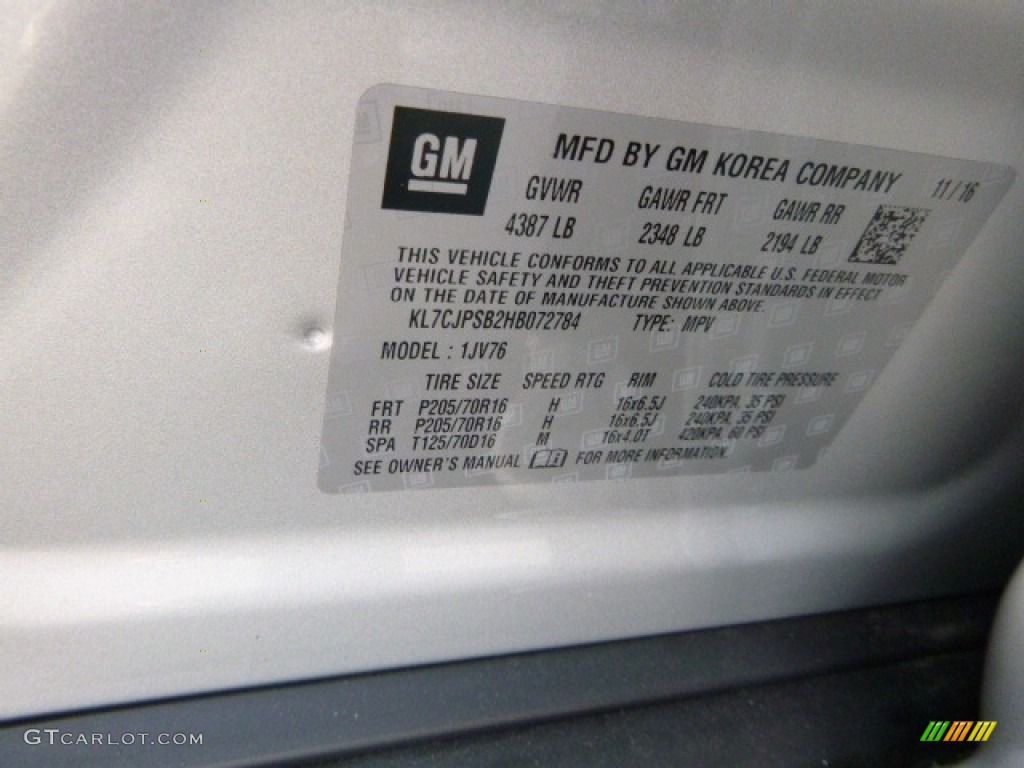 GM
MFD BY GM KOREA COMPANY 11/16
GVWR GAWR FRT GAWR RR
4387 LB 2348 LB 2194 LB
THIS VEHICLE CONFORMS TO ALL APPLICABLE U.S. FEDERAL MOTOR
VEHICLE SAFETY AND THEFT PREVENTION STANDARDS IN EFFECT
ON THE DATE OF MANUFACTURE SHOWN ABOVE.
KL7CJPSB2HB072784 TYPE: MPV
MODEL : 1JV76
TIRE SIZE SPEED RTG RIM COLD TIRE PRESSURE
FRT P205/70R16 H 16x6.5J 240KPA, 35 PSI
RR P205/70R16 H 16x6.5J 240KPA, 35 PSI
SPA T125/70D16 M 16x4.0T 420KPA, 60 PSI
SEE OWNER'S MANUAL FOR MORE INFORMATION.
GTCARLOT.COM